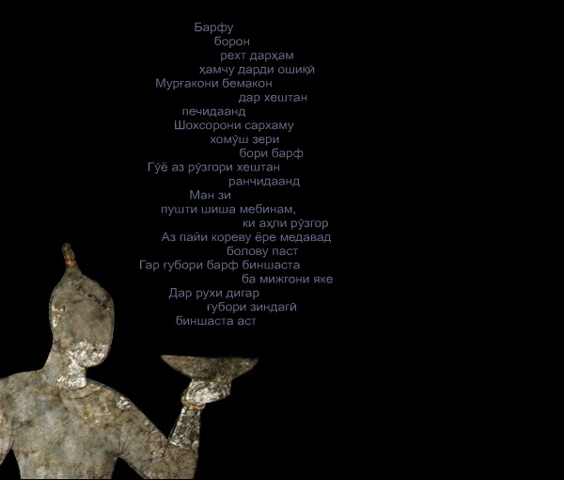 Барфу
борон
рехт дарҳам
ҳамчу дарди ошиқӣ
Мурғакони бемакон
дар хештан
печидаанд
Шохсорони сархаму
хомӯш зери
бори барф
Гӯё аз рӯзгори хештан
ранҷидаанд
Ман зи
пушти шиша мебинам,
ки аҳли рӯзгор
Аз пайи кореву ёре медавад
болову паст
Гар ғубори барф биншаста
ба мижгони яке
Дар рухи дигар
ғубори зиндагӣ
биншаста аст